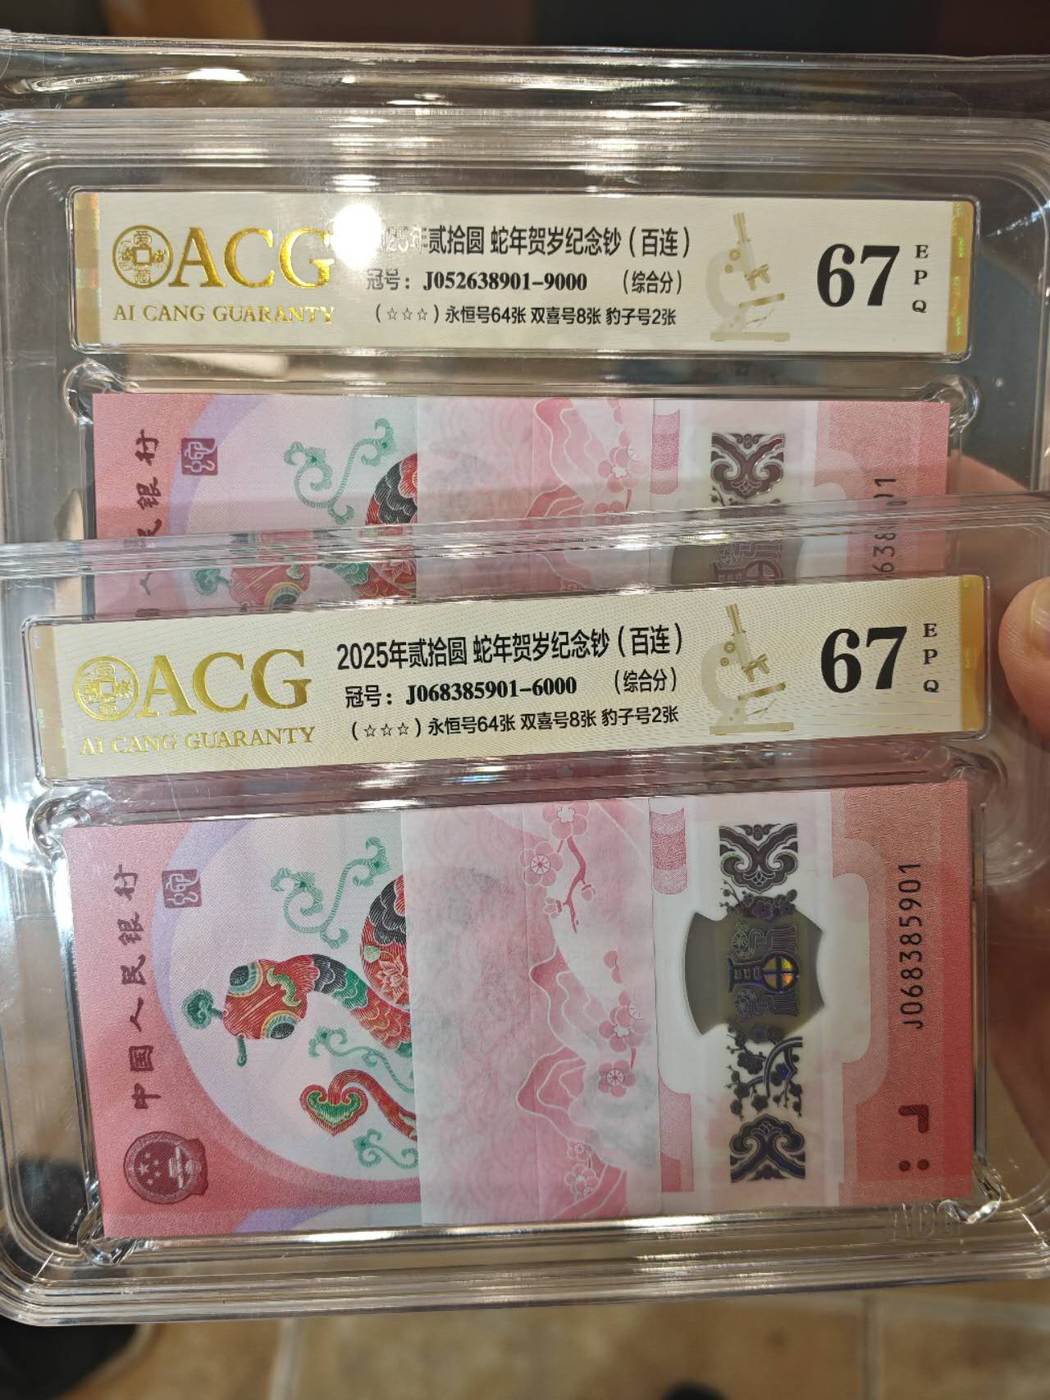 ACG
AI CANG GUARANTY
年贰拾圆 蛇年贺岁纪念钞（百连）
冠号：J052638901-9000 （综合分）
（☆☆☆）永恒号64张 双喜号8张 豹子号2张
67
EPQ
民银行
ACG
AI CANG GUARANTY
2025年贰拾圆 蛇年贺岁纪念钞（百连）
冠号：J068385901-6000 （综合分）
（☆☆☆）永恒号64张 双喜号8张 豹子号2张
67
EPQ
中国人民银行
J068385901